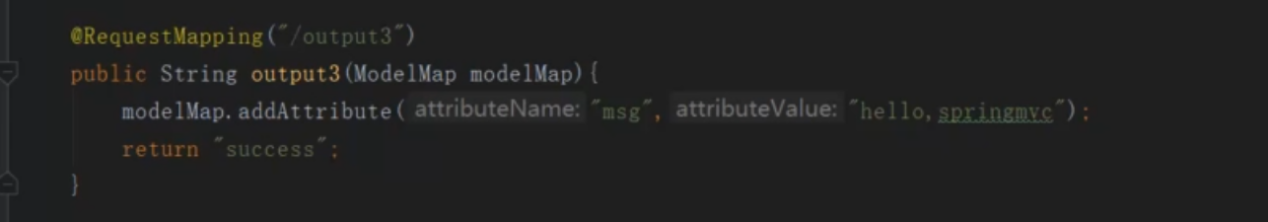 @RequestMapping("/output3")
public String output3(ModelMap modelMap){
modelMap.addAttribute( attributeName: "msg", attributeValue: "hello,springmvc");
return "success";
}